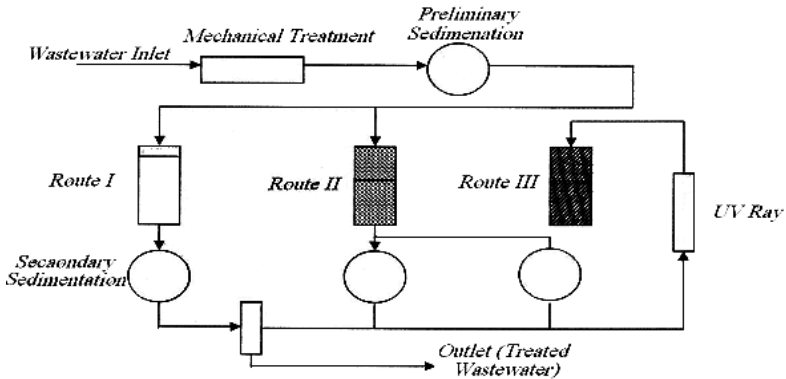 Preliminary
Sedimenation
Mechanical Treatment
Wastewater Inlet
Route I
Route II
Route III
UV Ray
Secaondary
Sedimentation
Outlet (Treated
Wastewater)